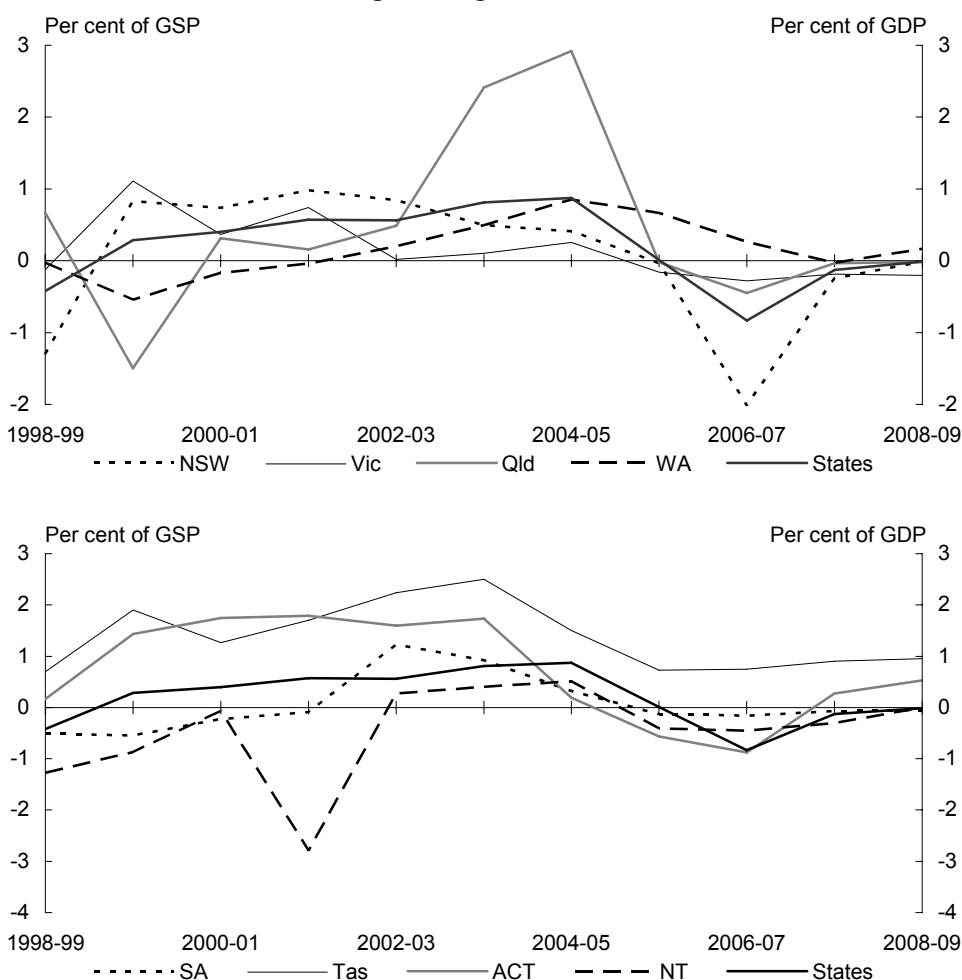 Per cent of GSP Per cent of GDP
3 3
2 2
1 1
0 0
-1 -1
-2 -2
1998-99 2000-01 2002-03 2004-05 2006-07 2008-09
NSW Vic Qld WA States
Per cent of GSP Per cent of GDP
3 3
2 2
1 1
0 0
-1 -1
-2 -2
-3 -3
-4 -4
1998-99 2000-01 2002-03 2004-05 2006-07 2008-09
SA Tas ACT NT States